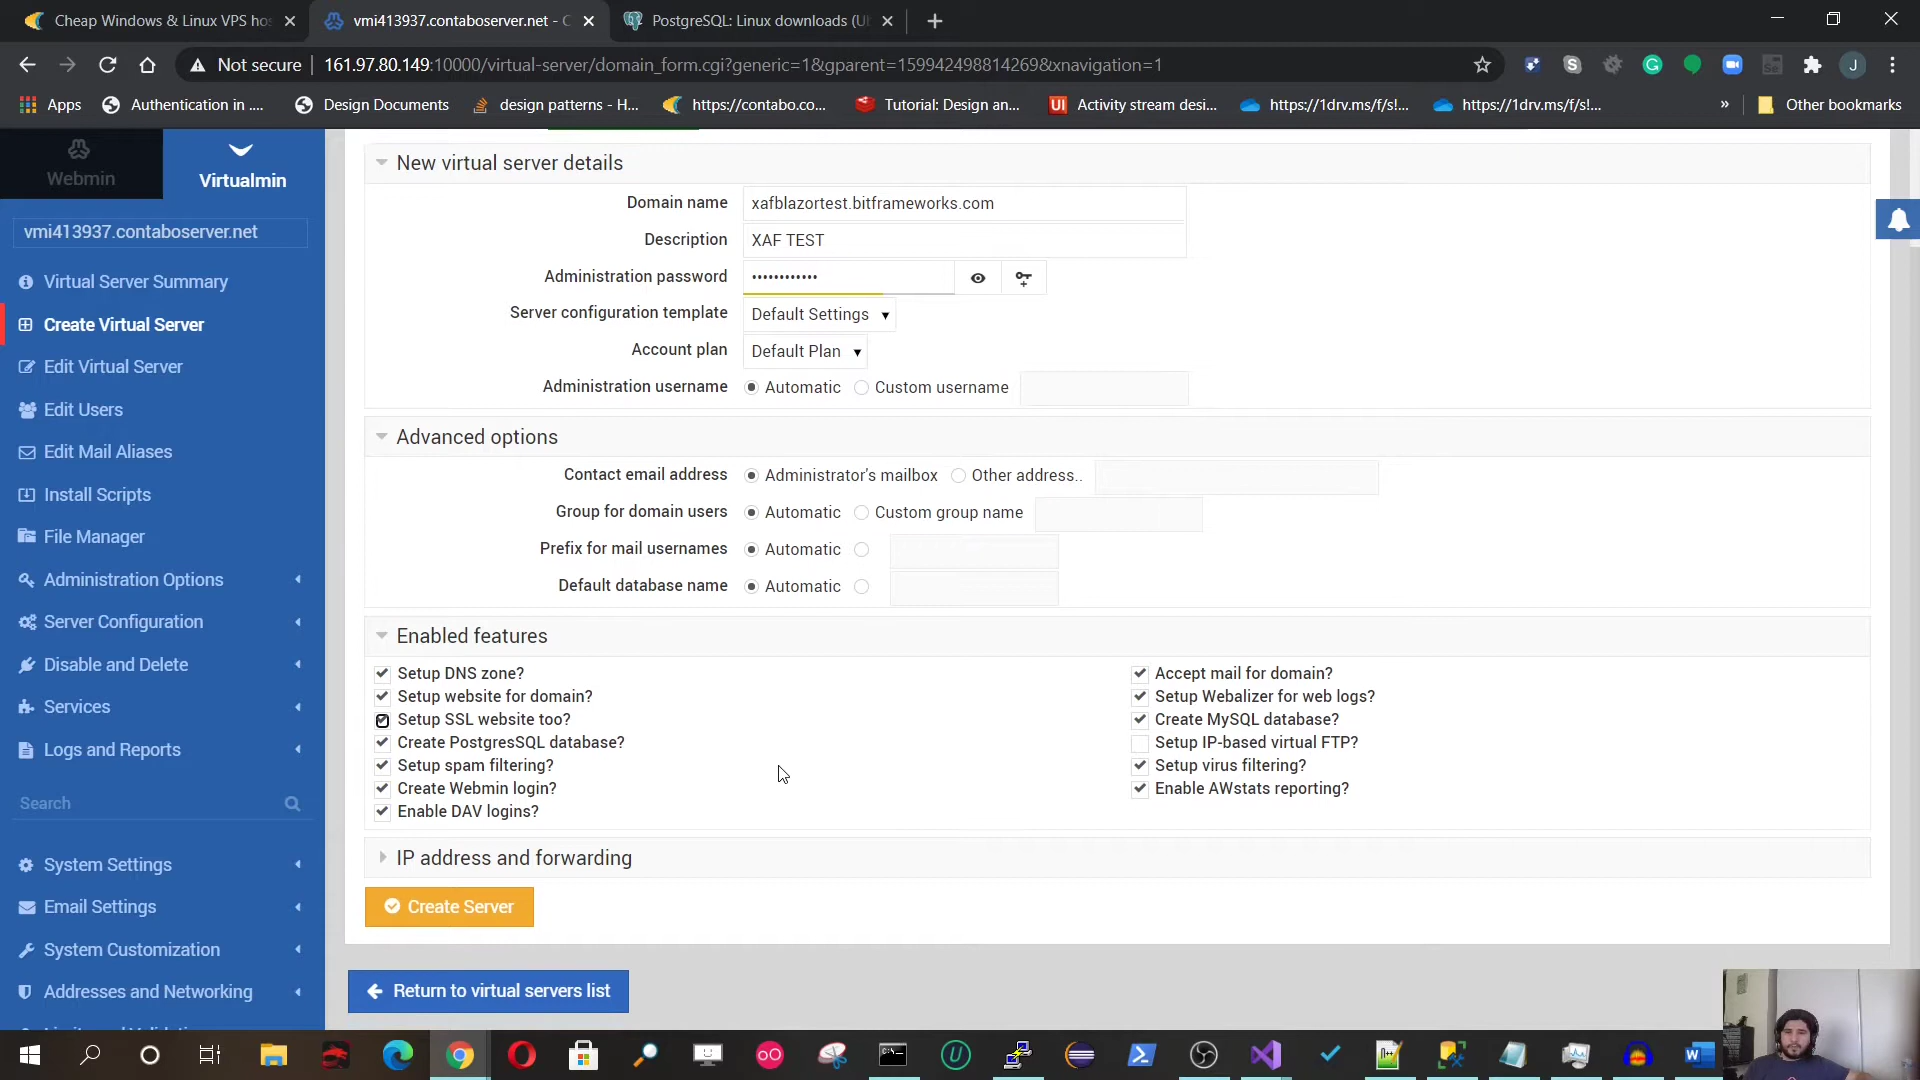 Cheap Windows & Linux VPS hos
vmi413937.contaboserver.net - C
PostgreSQL: Linux downloads (Ub
Not secure
161.97.80.149:10000/virtual-server/domain_form.cgi?generic=1&gparent=159942498814269&xnavigation=1
Apps
Authentication in ....
Design Documents
design patterns - H...
https://contabo.co...
Tutorial: Design an...
Activity stream desi...
https://1drv.ms/f/s!...
https://1drv.ms/f/s!...
»
Other bookmarks
Webmin
Virtualmin
vmi413937.contaboserver.net
Virtual Server Summary
Create Virtual Server
Edit Virtual Server
Edit Users
Edit Mail Aliases
Install Scripts
File Manager
Administration Options
Server Configuration
Disable and Delete
Services
Logs and Reports
Search
System Settings
Email Settings
System Customization
Addresses and Networking
New virtual server details
Domain name xafblazortest.bitframeworks.com
Description XAF TEST
Administration password ••••••••••••
Server configuration template Default Settings
Account plan Default Plan
Administration username Automatic Custom username
Advanced options
Contact email address Administrator's mailbox Other address..
Group for domain users Automatic Custom group name
Prefix for mail usernames Automatic
Default database name Automatic
Enabled features
Setup DNS zone? Accept mail for domain?
Setup website for domain? Setup Webalizer for web logs?
Setup SSL website too? Create MySQL database?
Create PostgresSQL database? Setup IP-based virtual FTP?
Setup spam filtering? Setup virus filtering?
Create Webmin login? Enable AWstats reporting?
Enable DAV logins?
IP address and forwarding
Create Server
Return to virtual servers list